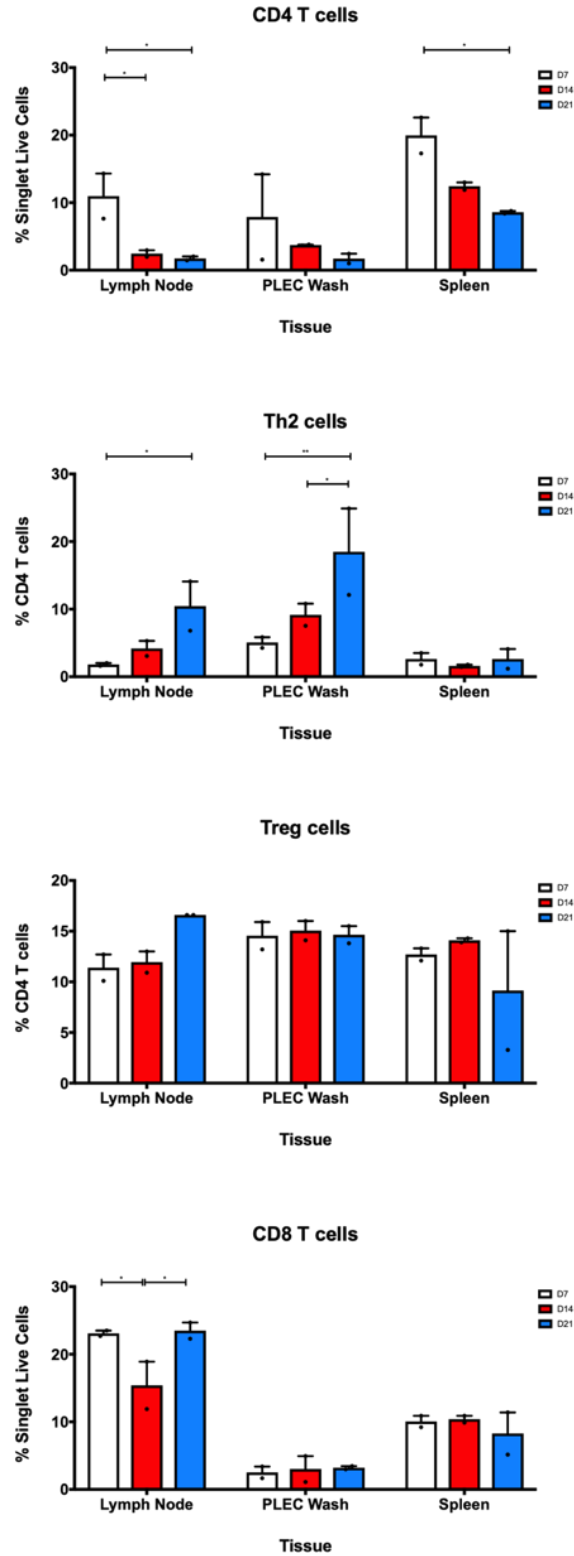 CD4 T cells
* *
* 
% Singlet Live Cells
30
20
10
0
Lymph Node PLEC Wash Spleen
Tissue
D7
D14
D21
Th2 cells
* **
*
% CD4 T cells
30
20
10
0
Lymph Node PLEC Wash Spleen
Tissue
D7
D14
D21
Treg cells
% CD4 T cells
20
15
10
5
0
Lymph Node PLEC Wash Spleen
Tissue
D7
D14
D21
CD8 T cells
* *
% Singlet Live Cells
30
20
10
0
Lymph Node PLEC Wash Spleen
Tissue
D7
D14
D21